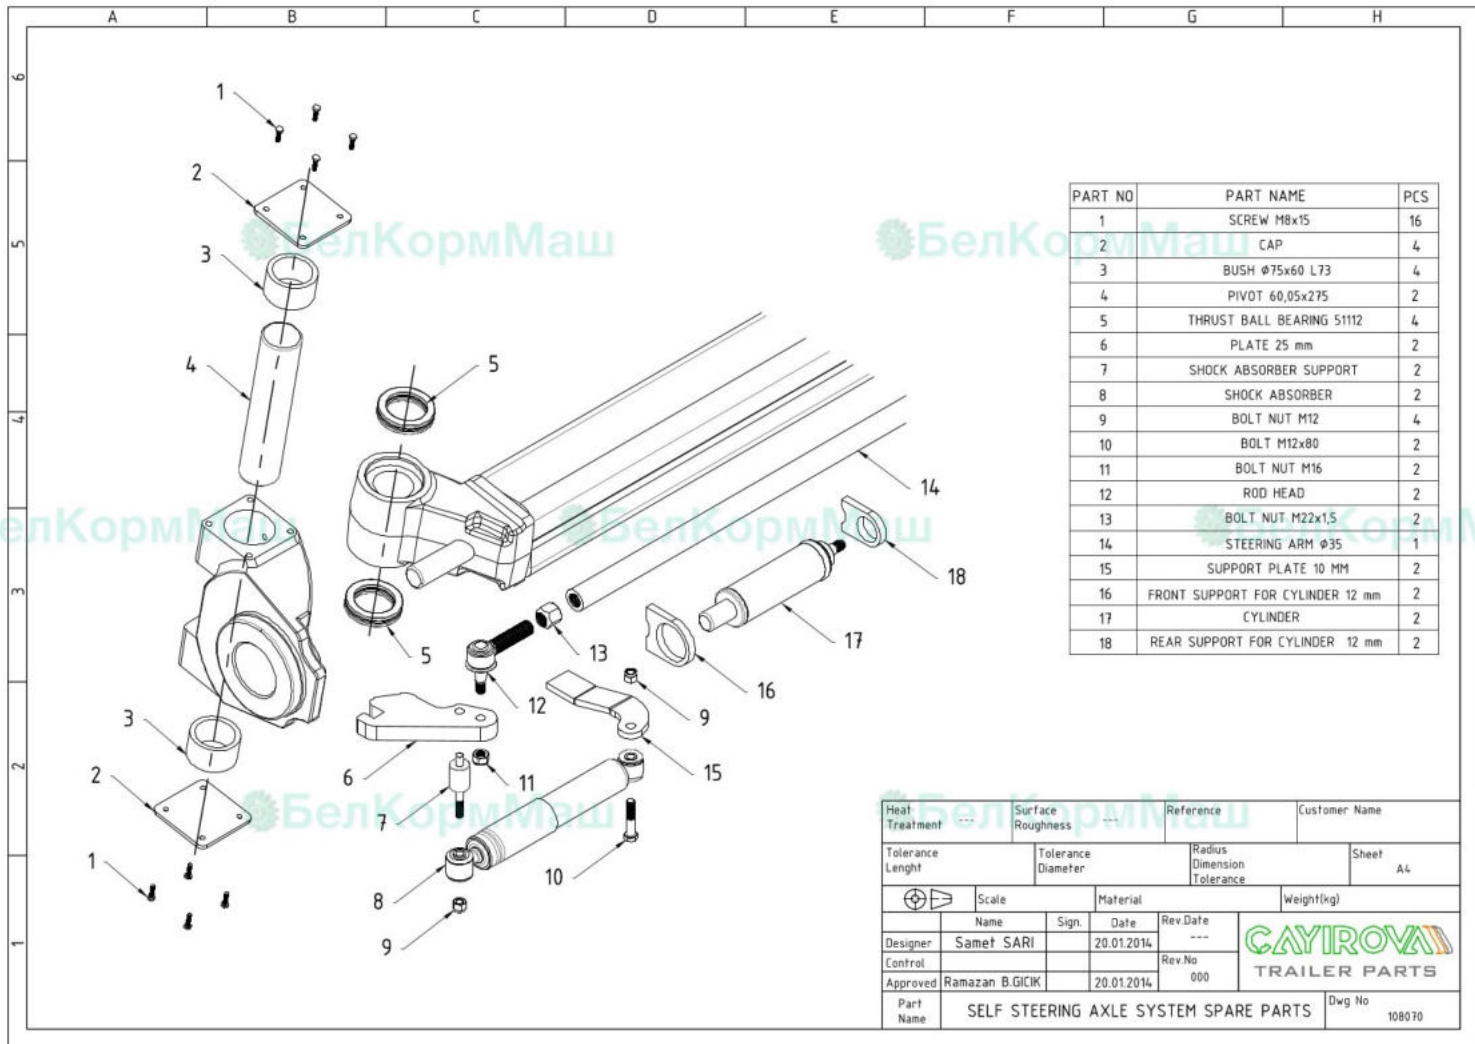 A B C D E F G H
6
5
4
3
2
1
БелКормМаш
БелКормМаш
елКормМаш
БелКормМаш
БелКормМ
БелКормМаш
БелКормМаш
1
2
3
4
5
5
3
2
1
6
7
8
9
9
10
11
12
13
14
15
16
17
18
PART NO PART NAME PCS
1 SCREW M8x15 16
2 CAP 4
3 BUSH Ø75x60 L73 4
4 PIVOT 60,05x275 2
5 THRUST BALL BEARING 51112 4
6 PLATE 25 mm 2
7 SHOCK ABSORBER SUPPORT 2
8 SHOCK ABSORBER 2
9 BOLT NUT M12 4
10 BOLT M12x80 2
11 BOLT NUT M16 2
12 ROD HEAD 2
13 BOLT NUT M22x1,5 2
14 STEERING ARM Ø35 1
15 SUPPORT PLATE 10 MM 2
16 FRONT SUPPORT FOR CYLINDER 12 mm 2
17 CYLINDER 2
18 REAR SUPPORT FOR CYLINDER 12 mm 2
Heat Treatment ---
Surface Roughness ---
Reference
Customer Name
Tolerance Lenght
Tolerance Diameter
Radius Dimension Tolerance
Sheet A4
Scale
Material
Weight(kg)
Name Sign. Date Rev.Date ---
Designer Samet SARI 20.01.2014
Control Rev.No 000
Approved Ramazan B.GICIK 20.01.2014
CAYIROVA
TRAILER PARTS
Part Name SELF STEERING AXLE SYSTEM SPARE PARTS
Dwg No 108070